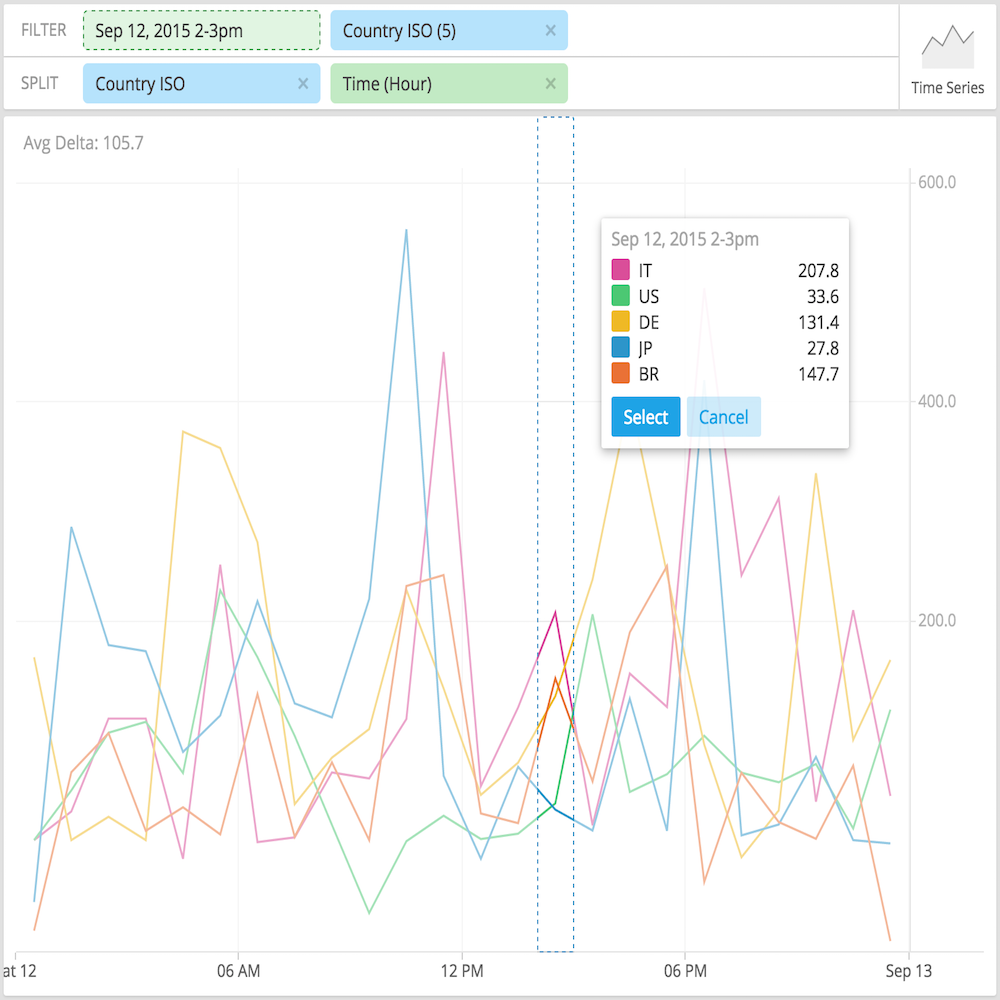 FILTER Sep 12, 2015 2-3pm Country ISO (5) ×
SPLIT Country ISO × Time (Hour) ×
Time Series
Avg Delta: 105.7
600.0
Sep 12, 2015 2-3pm
IT 207.8
US 33.6
DE 131.4
JP 27.8
BR 147.7
Select Cancel
400.0
200.0
at 12 06 AM 12 PM 06 PM Sep 13